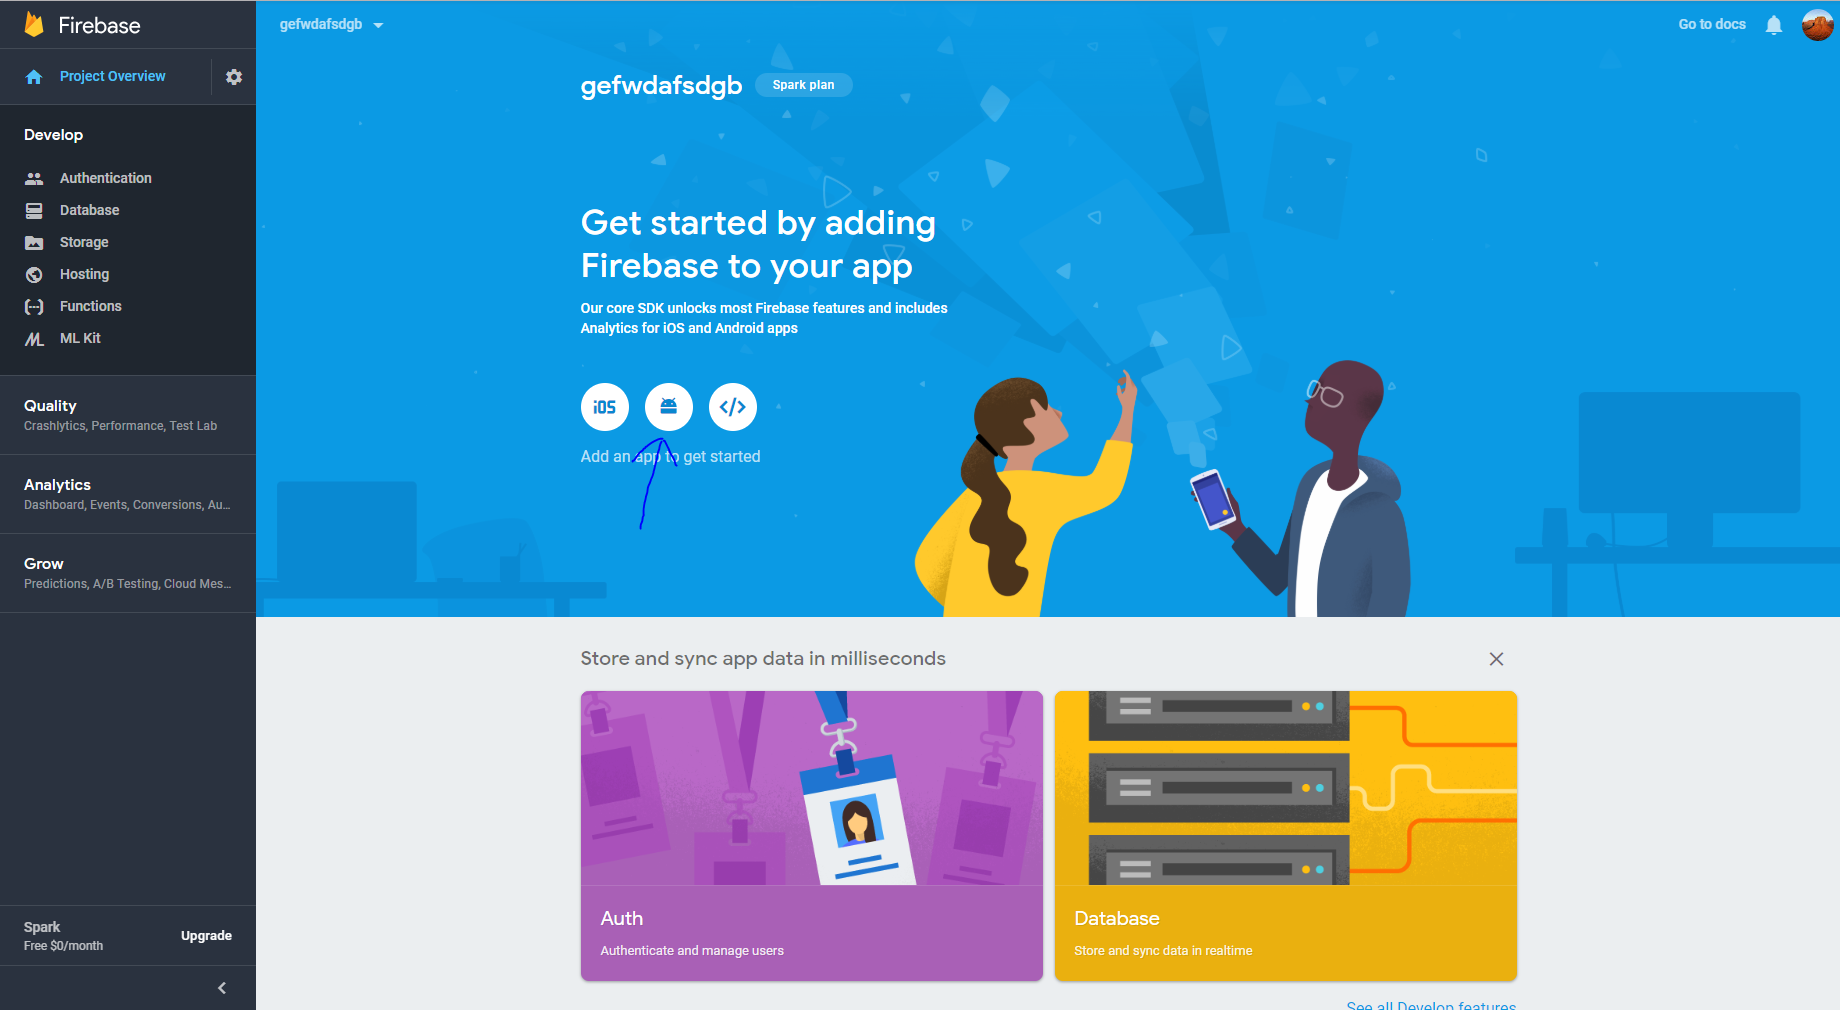 Firebase
Project Overview
Develop
Authentication
Database
Storage
Hosting
Functions
ML Kit
Quality
Crashlytics, Performance, Test Lab
Analytics
Dashboard, Events, Conversions, Au...
Grow
Predictions, A/B Testing, Cloud Mes...
Spark
Free $0/month
Upgrade
gefwdafsdgb
Go to docs
gefwdafsdgb
Spark plan
Get started by adding
Firebase to your app
Our core SDK unlocks most Firebase features and includes
Analytics for iOS and Android apps
iOS
</>
Add an app to get started
Store and sync app data in milliseconds
Auth
Authenticate and manage users
Database
Store and sync data in realtime
See all Develop features